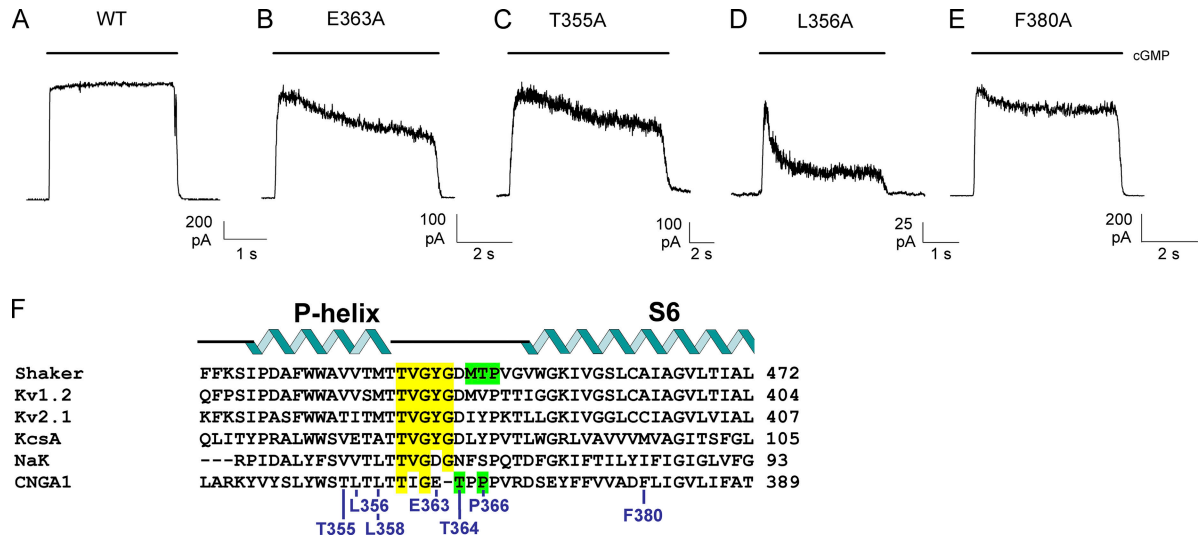 A WT
B E363A
C T355A
D L356A
E F380A
cGMP
200 pA 1 s
100 pA 2 s
100 pA 2 s
25 pA 1 s
200 pA 2 s
F
P-helix S6
Shaker FFKSIPDAFWWAVVTMTTVGYGDMTPVGVWGKIVGSLCAIAGVLTIAL 472
Kv1.2 QFPSIPDAFWWAVVSMTTVGYGDMVPTTIGGKIVGSLCAIAGVLTIAL 404
Kv2.1 KFKSIPASFWWATITMTTVGYGDIYPKTLLGKIVGGLCCIAGVLVIAL 407
KcsA QLITYPRALWWSVETATTVGYGDLYPVTLWGRLVAVVVMVAGITSFGL 105
NaK ---RPIDALYFSVVTLTTVGDGNFSPQTDFGKIFTILYIFIGIGLVFG 93
CNGA1 LARKYVYSLYWSTLTLTTIGE-TPPPVRDSEYFFVVADFLIGVLIFAT 389
T355 L356 L358 E363 T364 P366 F380